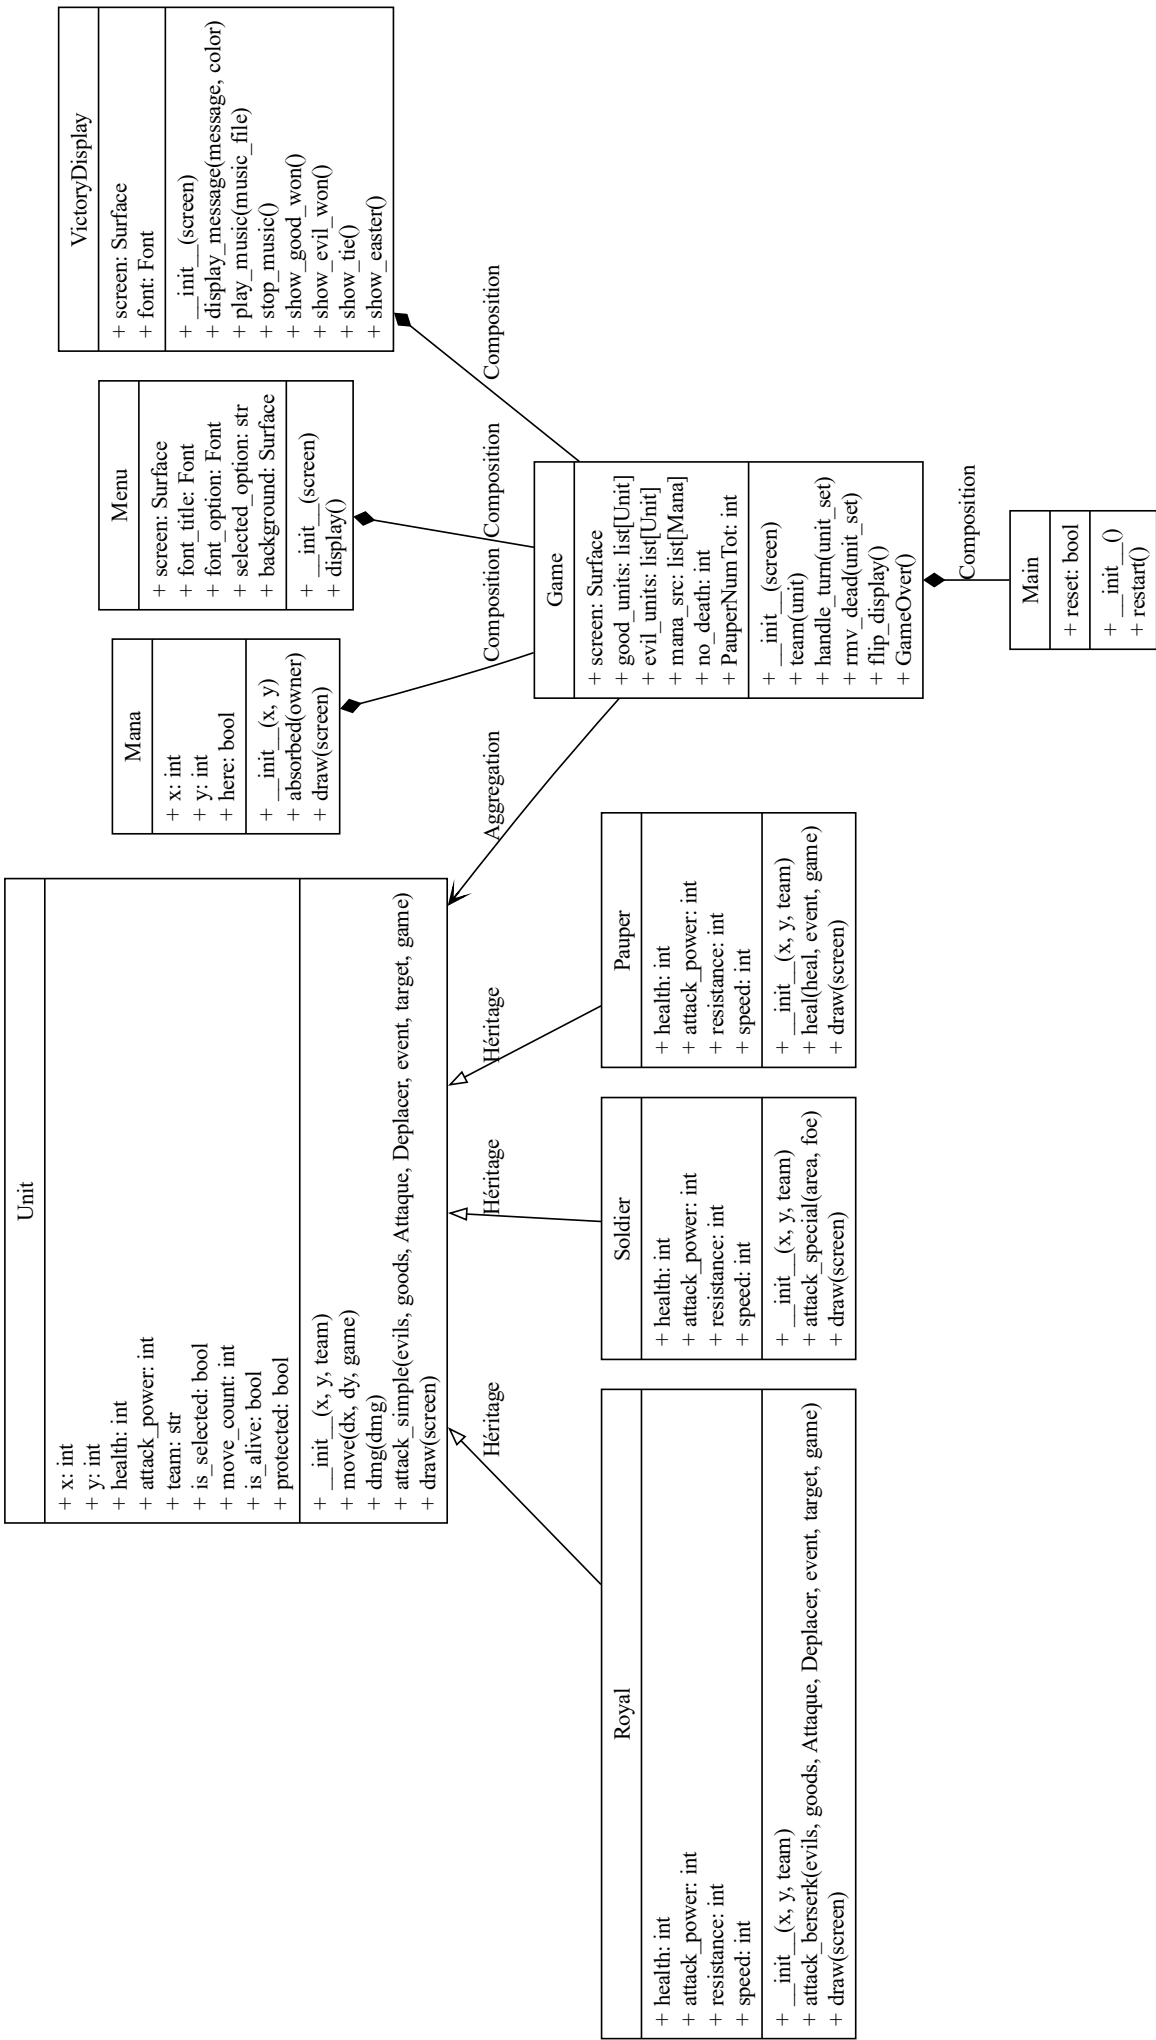 Unit
+ x: int
+ y: int
+ health: int
+ attack_power: int
+ team: str
+ is_selected: bool
+ move_count: int
+ is_alive: bool
+ protected: bool
+ __init__(x, y, team)
+ move(dx, dy, game)
+ dmg(dmg)
+ attack_simple(evils, goods, Attaque, Deplacer, event, target, game)
+ draw(screen)
Mana
+ x: int
+ y: int
+ here: bool
+ __init__(x, y)
+ absorbed(owner)
+ draw(screen)
Menu
+ screen: Surface
+ font_title: Font
+ font_option: Font
+ selected_option: str
+ background: Surface
+ __init__(screen)
+ display()
VictoryDisplay
+ screen: Surface
+ font: Font
+ __init__(screen)
+ display_message(message, color)
+ play_music(music_file)
+ stop_music()
+ show_good_won()
+ show_evil_won()
+ show_tie()
+ show_easter()
Héritage
Héritage
Héritage
Aggregation
Composition
Composition
Composition
Royal
+ health: int
+ attack_power: int
+ resistance: int
+ speed: int
+ __init__(x, y, team)
+ attack_berserk(evils, goods, Attaque, Deplacer, event, target, game)
+ draw(screen)
Soldier
+ health: int
+ attack_power: int
+ resistance: int
+ speed: int
+ __init__(x, y, team)
+ attack_special(area, foe)
+ draw(screen)
Pauper
+ health: int
+ attack_power: int
+ resistance: int
+ speed: int
+ __init__(x, y, team)
+ heal(heal, event, game)
+ draw(screen)
Game
+ screen: Surface
+ good_units: list[Unit]
+ evil_units: list[Unit]
+ mana_src: list[Mana]
+ no_death: int
+ PauperNumTot: int
+ __init__(screen)
+ team(unit)
+ handle_turn(unit_set)
+ rmv_dead(unit_set)
+ flip_display()
+ GameOver()
Composition
Main
+ reset: bool
+ __init__()
+ restart()